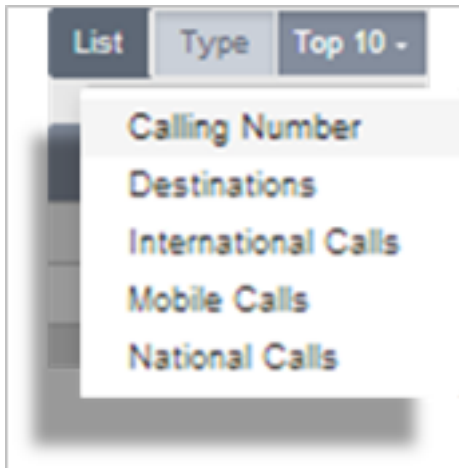 List Type Top 10 -
Calling Number
Destinations
International Calls
Mobile Calls
National Calls